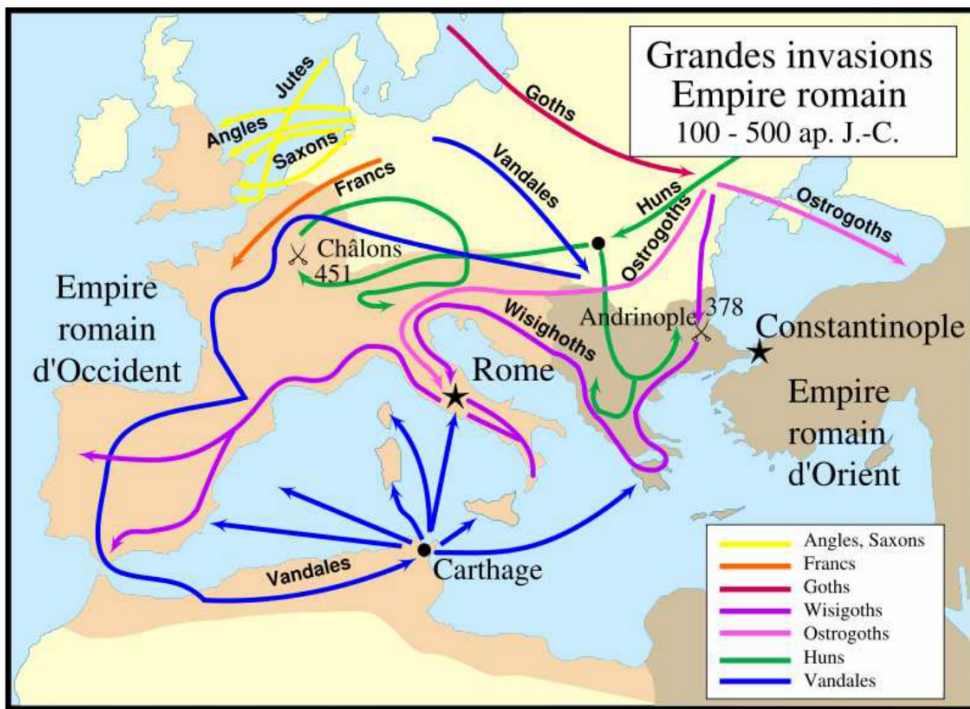 Grandes invasions
Empire romain
100 - 500 ap. J.-C.
Jutes
Angles
Saxons
Francs
Goths
Vandales
Huns
Ostrogoths
Ostrogoths
Châlons
451
Empire
romain
d'Occident
Wisighoths
Andrinople
378
Constantinople
Rome
Empire
romain
d'Orient
Vandales
Carthage
Angles, Saxons
Francs
Goths
Wisigoths
Ostrogoths
Huns
Vandales